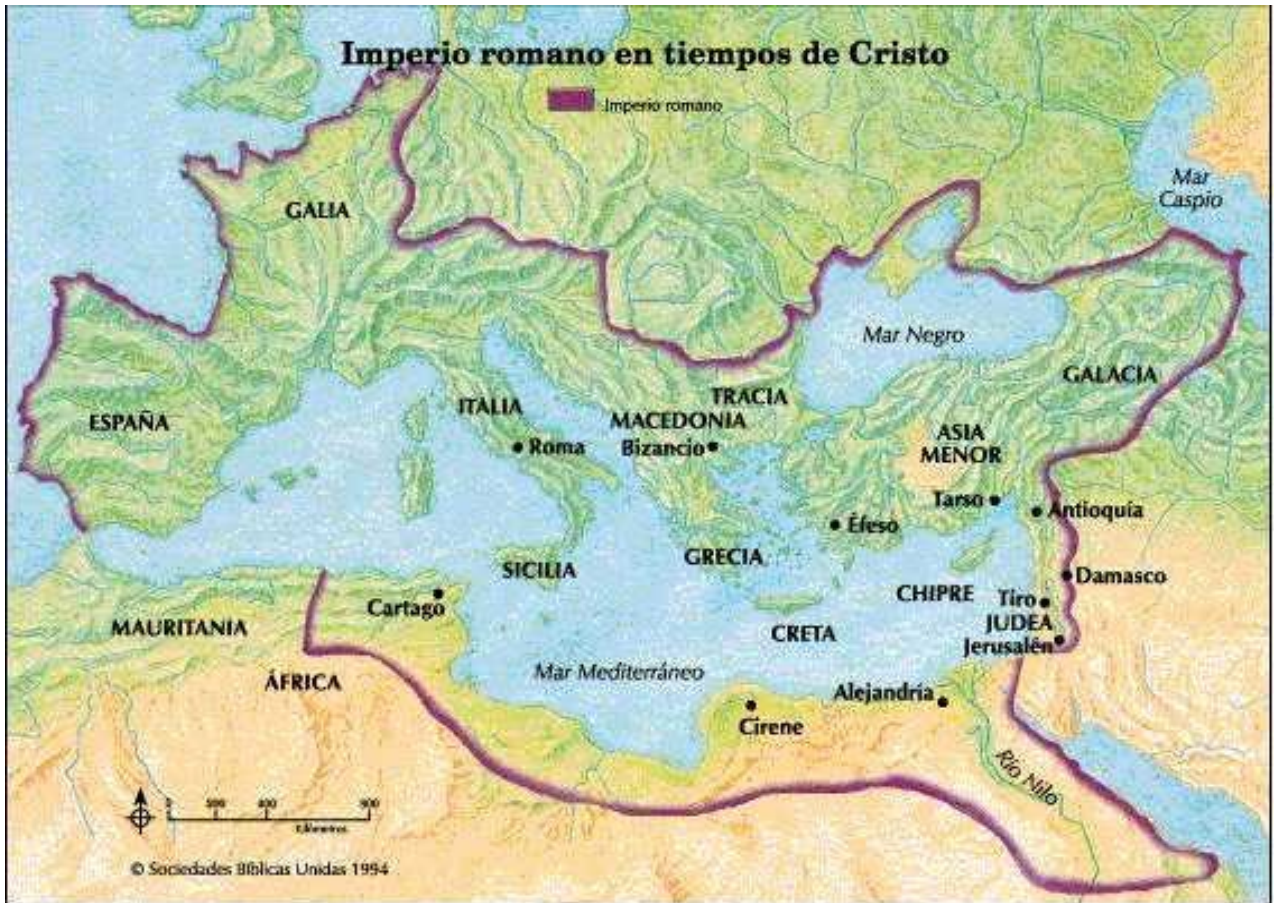 Imperio romano en tiempos de Cristo
Imperio romano
Mar
Caspio
GALIA
Mar Negro
GALACIA
TRACIA
ITALIA
MACEDONIA
ESPAÑA
Roma
Bizancio
ASIA
MENOR
Tarso
Antioquía
Éfeso
GRECIA
SICILIA
Damasco
CHIPRE
Tiro
Cartago
JUDEA
MAURITANIA
CRETA
Jerusalén
Mar Mediterráneo
ÁFRICA
Alejandría
Cirene
Río Nilo
0
Kilómetros
© Sociedades Bíblicas Unidas 1994